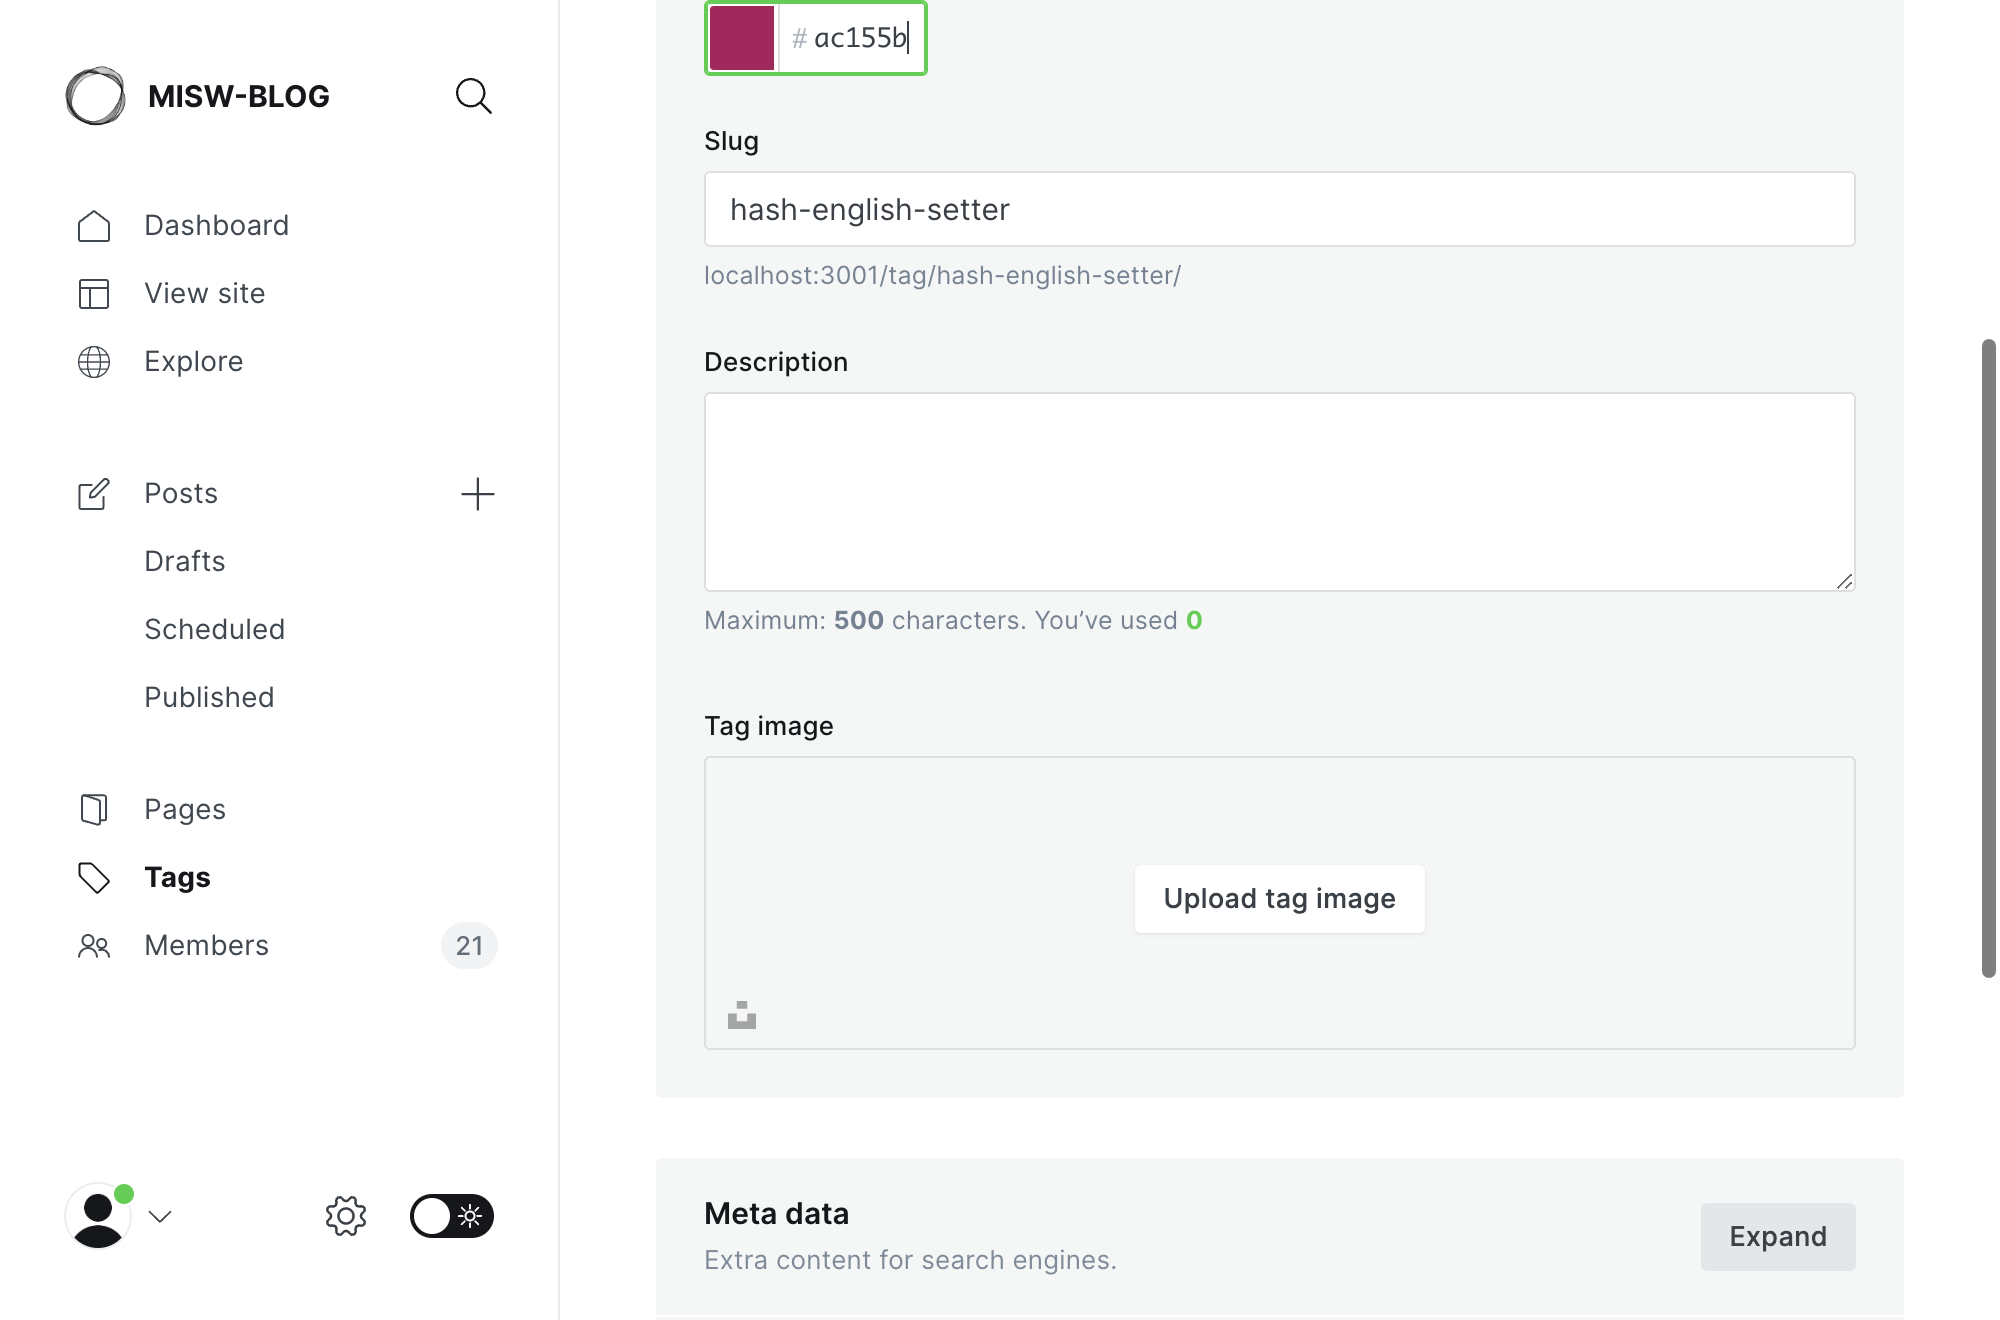 MISW-BLOG
Dashboard
View site
Explore
Posts
Drafts
Scheduled
Published
Pages
Tags
Members 21
# ac155b
Slug
hash-english-setter
localhost:3001/tag/hash-english-setter/
Description
Maximum: 500 characters. You’ve used 0
Tag image
Upload tag image
Meta data
Extra content for search engines.
Expand